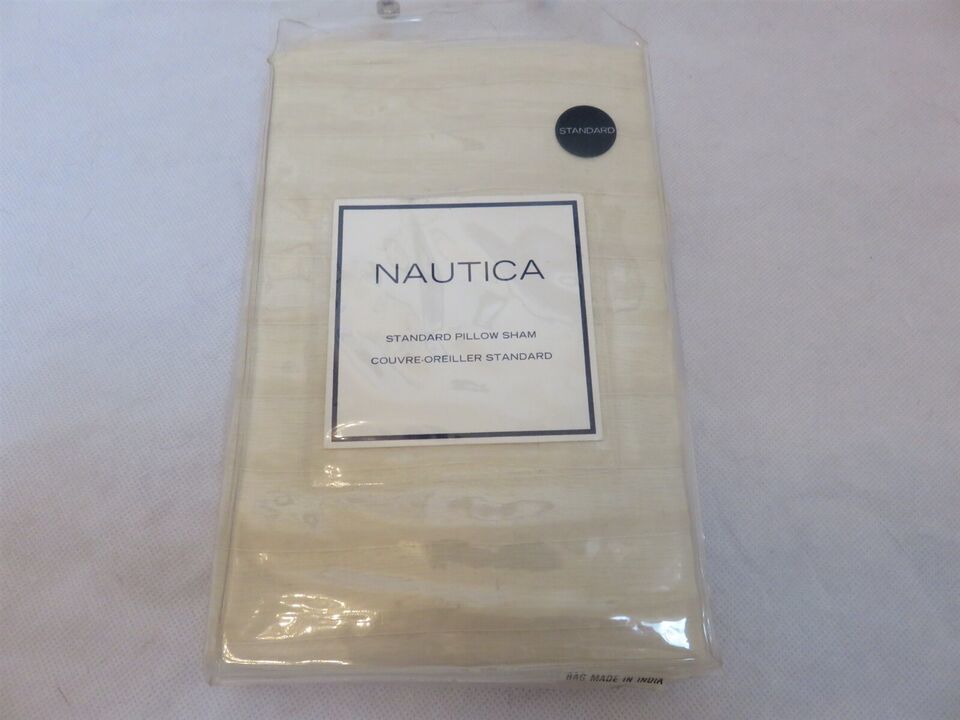 STANDARD
NAUTICA
STANDARD PILLOW SHAM
COUVRE-OREILLER STANDARD
BAG MADE IN INDIA